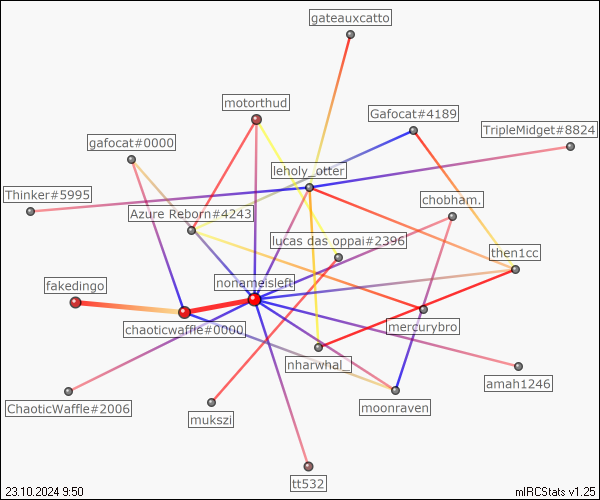 gateauxcatto
motorthud
Gafocat#4189
TripleMidget#8824
gafocat#0000
leholy_otter
Thinker#5995
chobham.
Azure Reborn#4243
lucas das oppai#2396
then1cc
nonameisleft
fakedingo
chaoticwaffle#0000
mercurybro
nharwhal_
amah1246
ChaoticWaffle#2006
moonraven
mukszi
tt532
23.10.2024 9:50
mIRCStats v1.25